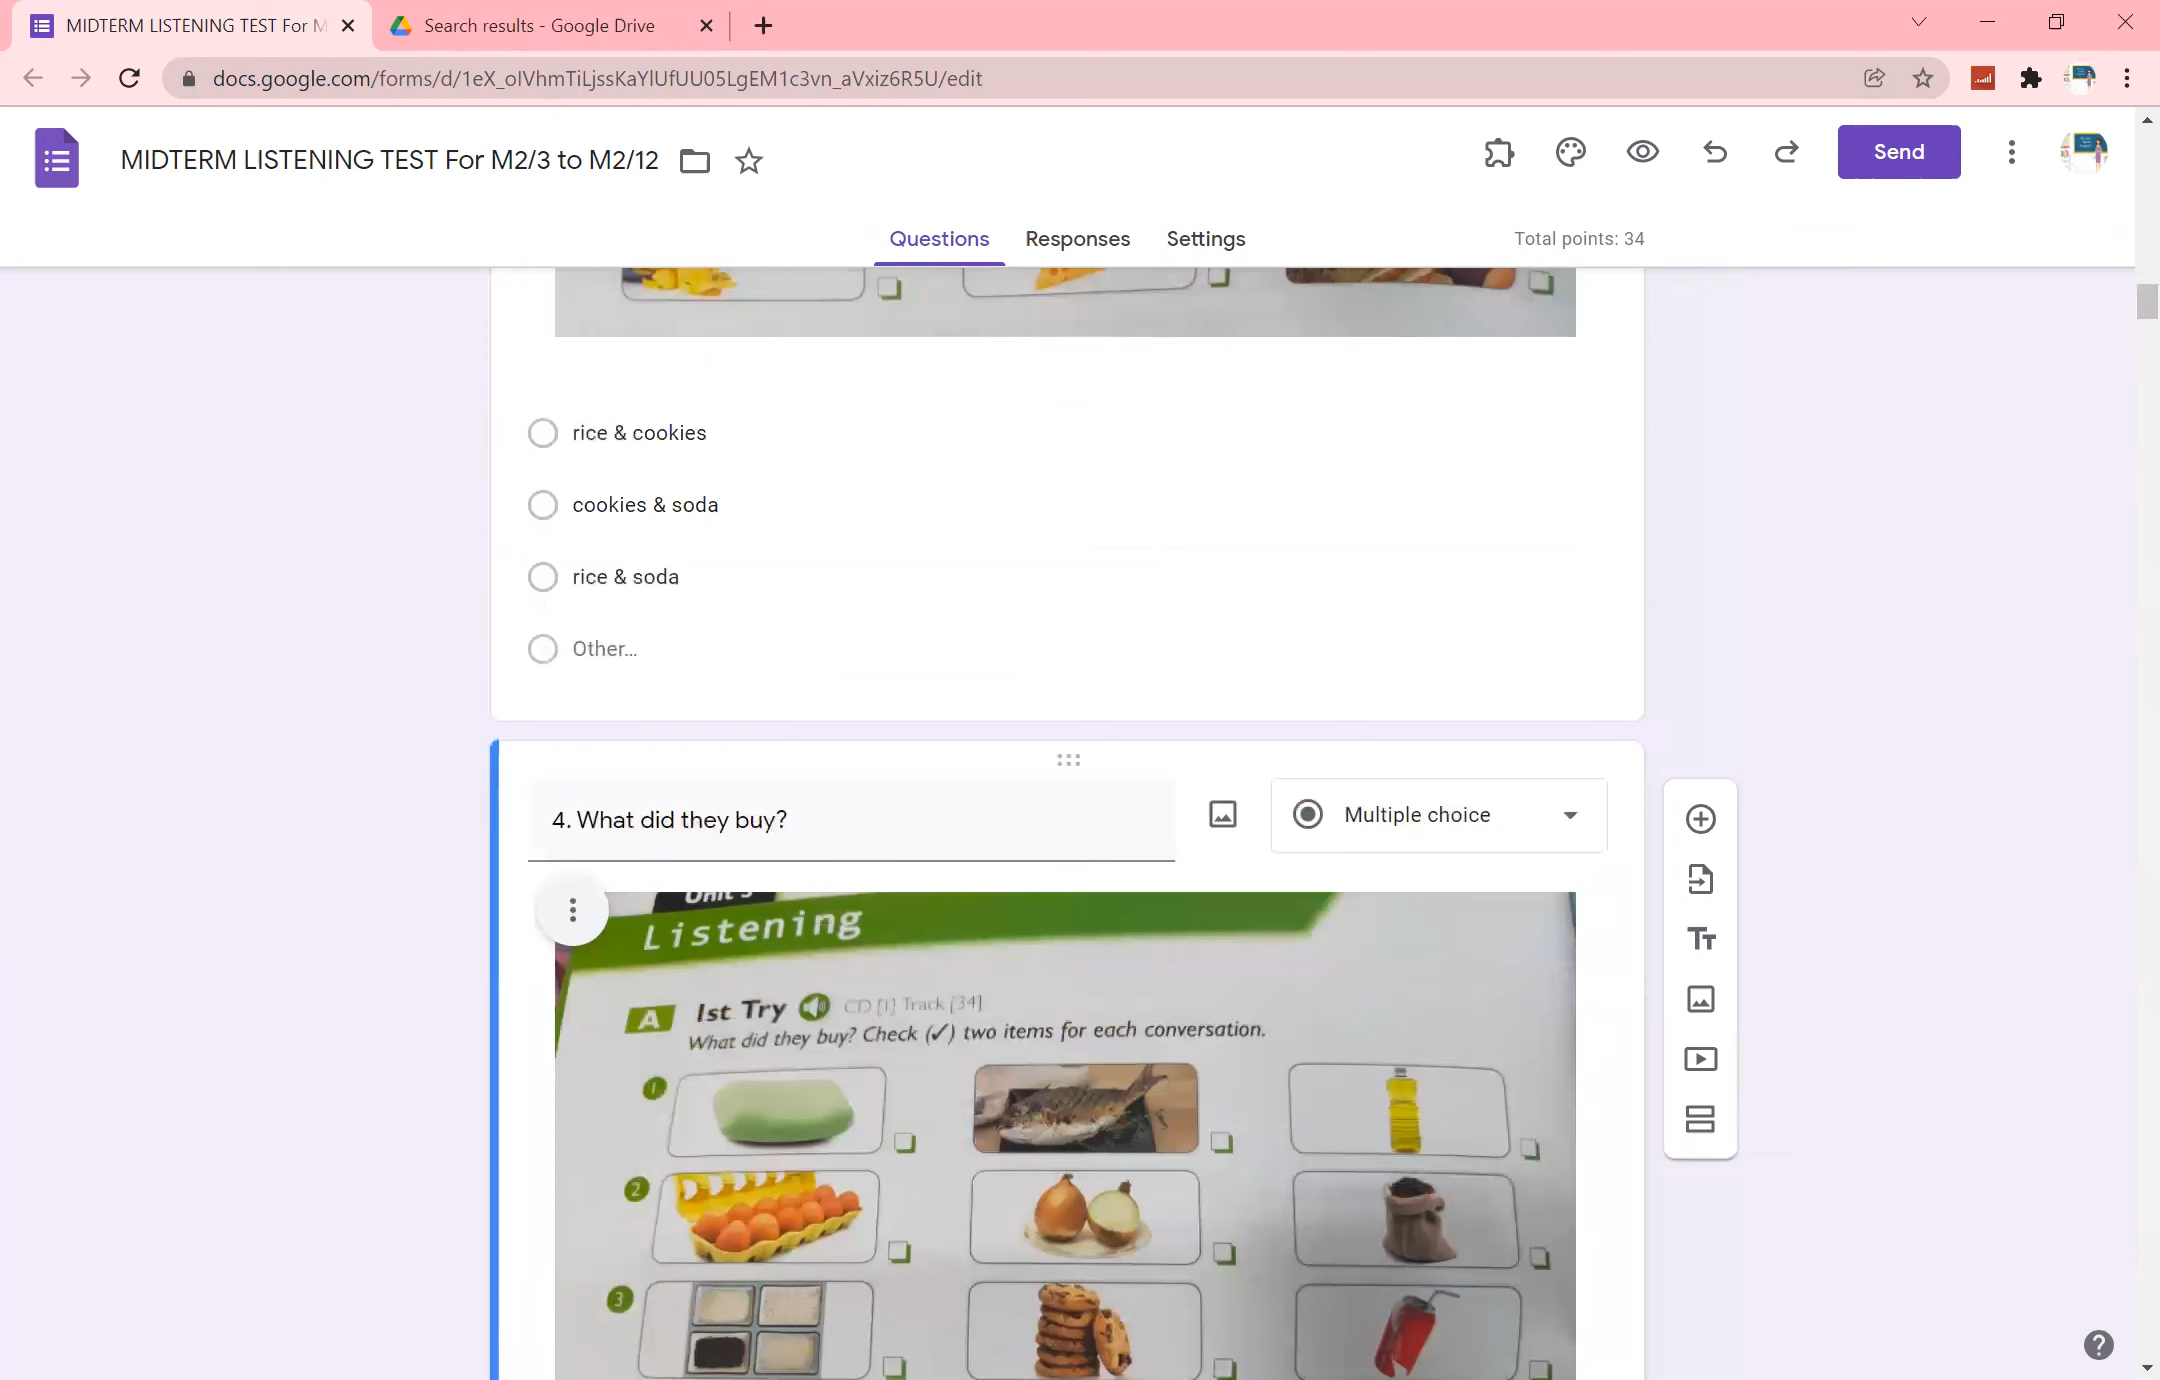 MIDTERM LISTENING TEST For M
Search results - Google Drive
docs.google.com/forms/d/1eX_oIVhmTiLjssKaYlUfUU05LgEM1c3vn_aVxiz6R5U/edit
MIDTERM LISTENING TEST For M2/3 to M2/12
Send
Questions Responses Settings
Total points: 34
rice & cookies
cookies & soda
rice & soda
Other...
4. What did they buy?
Multiple choice
Listening
A 1st Try CD [1] Track [34]
What did they buy? Check (✓) two items for each conversation.
1
2
3